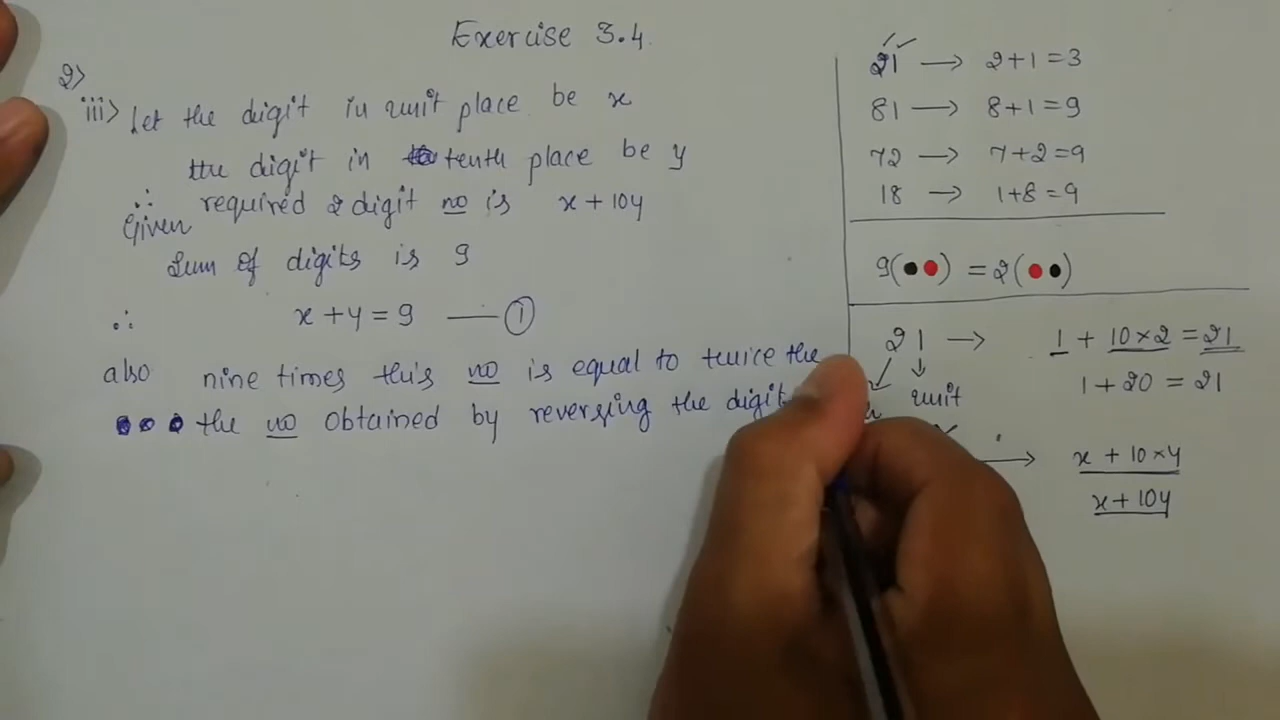 Exercise 3.4
2>
iii> Let the digit in unit place be x
the digit in tenth place be y
∴ required 2 digit no is x + 10y
Given
Sum of digits is 9
∴ x + y = 9 —— ①
also nine times this no is equal to twice the
the no obtained by reversing the digit
21 → 2+1 = 3
81 → 8+1 = 9
72 → 7+2 = 9
18 → 1+8 = 9
9(●●) = 2(●●)
21 → 1 + 10×2 = 21
1 + 20 = 21
unit
→ x + 10×y
x + 10y